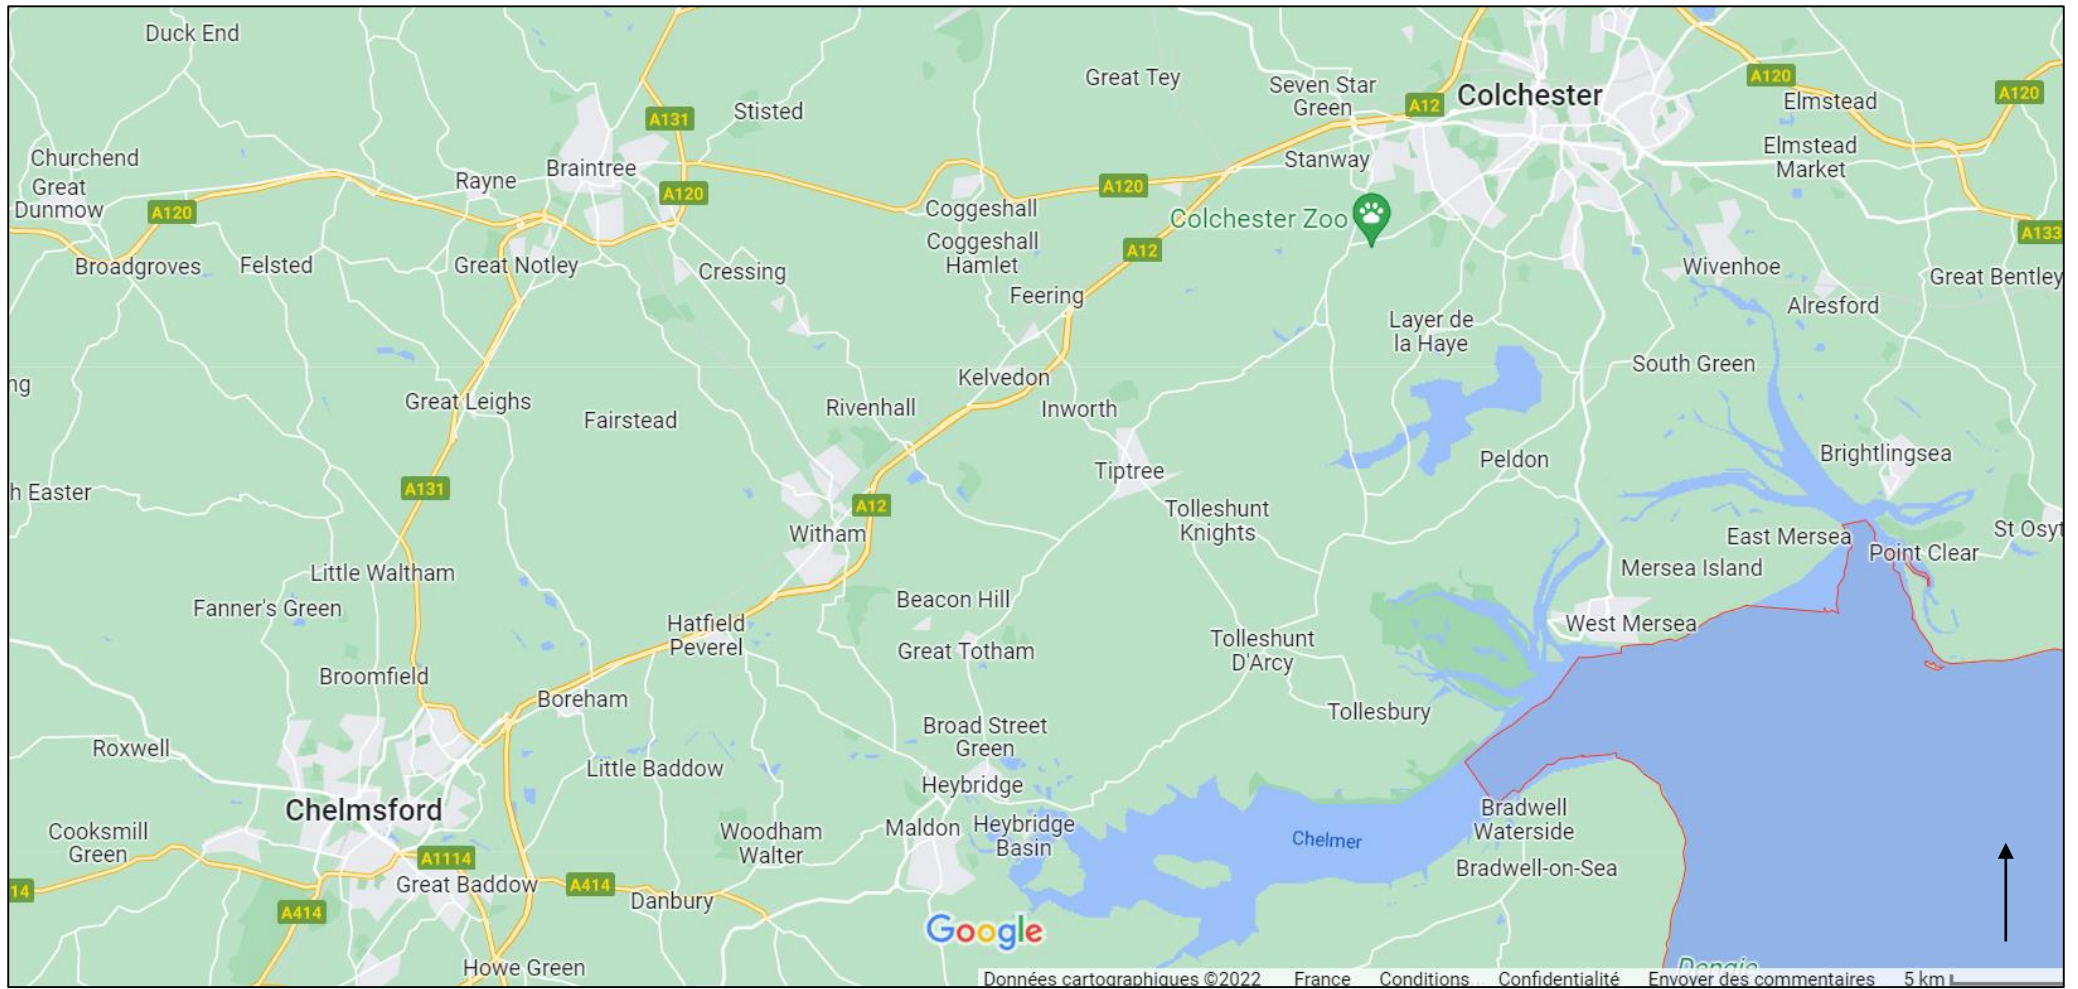 Duck End
Great Tey
Seven Star
Green
A12
Colchester
A120
Elmstead
A120
A131
Stisted
Churchend
Great
Dunmow
A120
Rayne
Braintree
A120
Coggeshall
A120
Stanway
Elmstead
Market
Colchester Zoo
A133
Coggeshall
Hamlet
A12
Broadgroves
Felsted
Great Notley
Cressing
Feering
Wivenhoe
Great Bentley
Alresford
Layer de
la Haye
South Green
ng
Great Leighs
Fairstead
Rivenhall
Kelvedon
Inworth
h Easter
A131
Tiptree
Peldon
Brightlingsea
A12
Witham
Tolleshunt
Knights
East Mersea
St Osyt
Point Clear
Little Waltham
Mersea Island
Fanner's Green
Hatfield
Peverel
Beacon Hill
West Mersea
Great Totham
Tolleshunt
D'Arcy
Broomfield
Boreham
Tollesbury
Roxwell
Broad Street
Green
Little Baddow
Heybridge
Chelmsford
Cooksmill
Green
Woodham
Walter
Maldon
Heybridge
Basin
Chelmer
Bradwell
Waterside
A1114
Bradwell-on-Sea
14
Great Baddow
A414
Danbury
A414
Google
Howe Green
Dengie
Données cartographiques ©2022 France Conditions Confidentialité Envoyer des commentaires 5 km